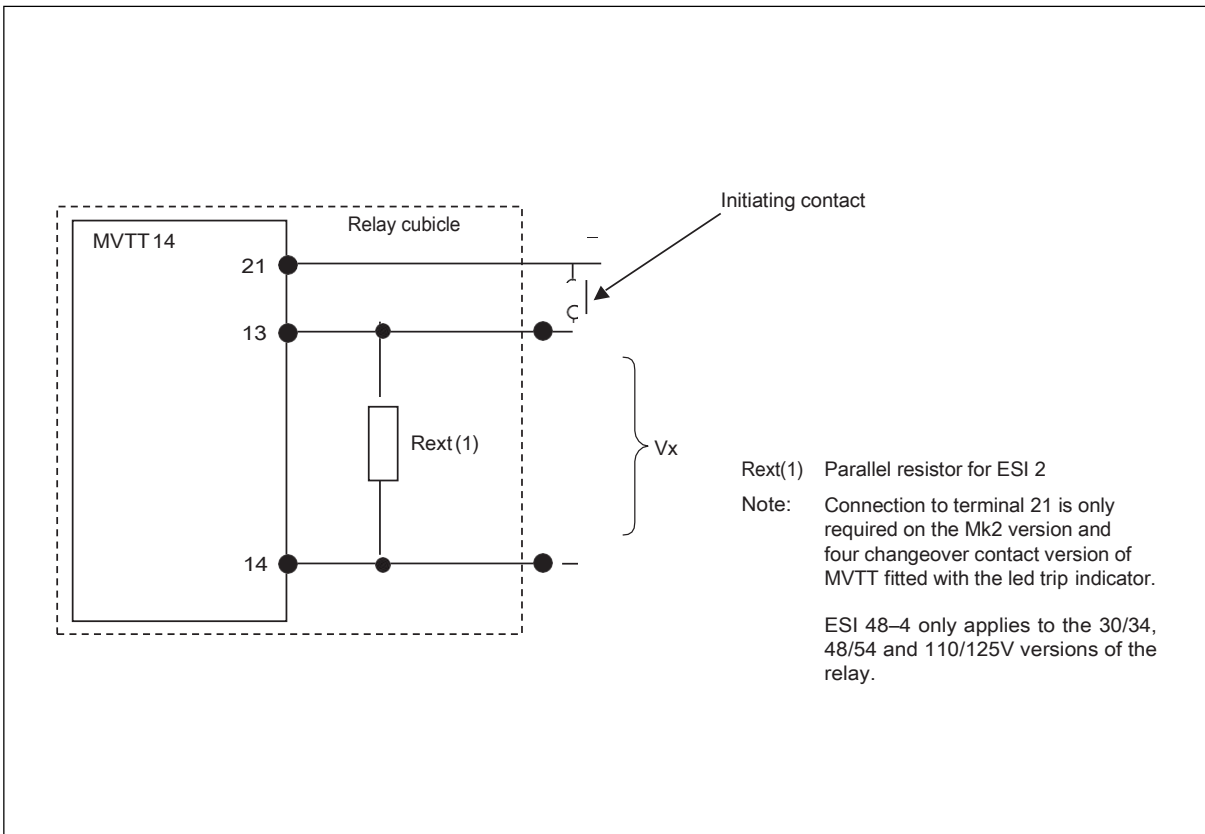 Initiating contact
Relay cubicle
MVTT 14
–
21
13
Rext (1)
Vx
14
–
Rext(1) Parallel resistor for ESI 2
Note: Connection to terminal 21 is only
required on the Mk2 version and
four changeover contact version of
MVTT fitted with the led trip indicator.
ESI 48–4 only applies to the 30/34,
48/54 and 110/125V versions of the
relay.